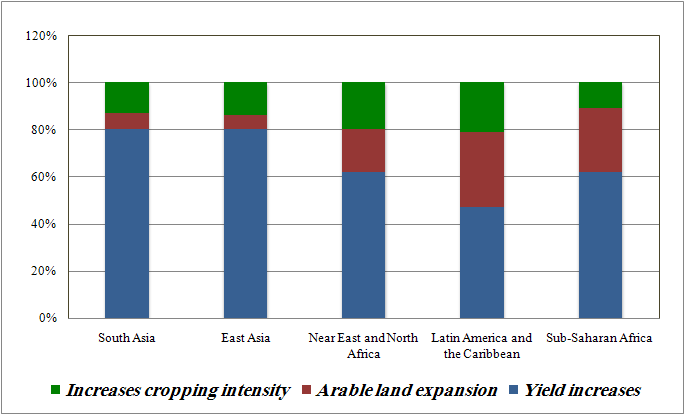 120%
100%
80%
60%
40%
20%
0%
South Asia
East Asia
Near East and North
Africa
Latin America and
the Caribbean
Sub-Saharan Africa
Increases cropping intensity
Arable land expansion
Yield increases